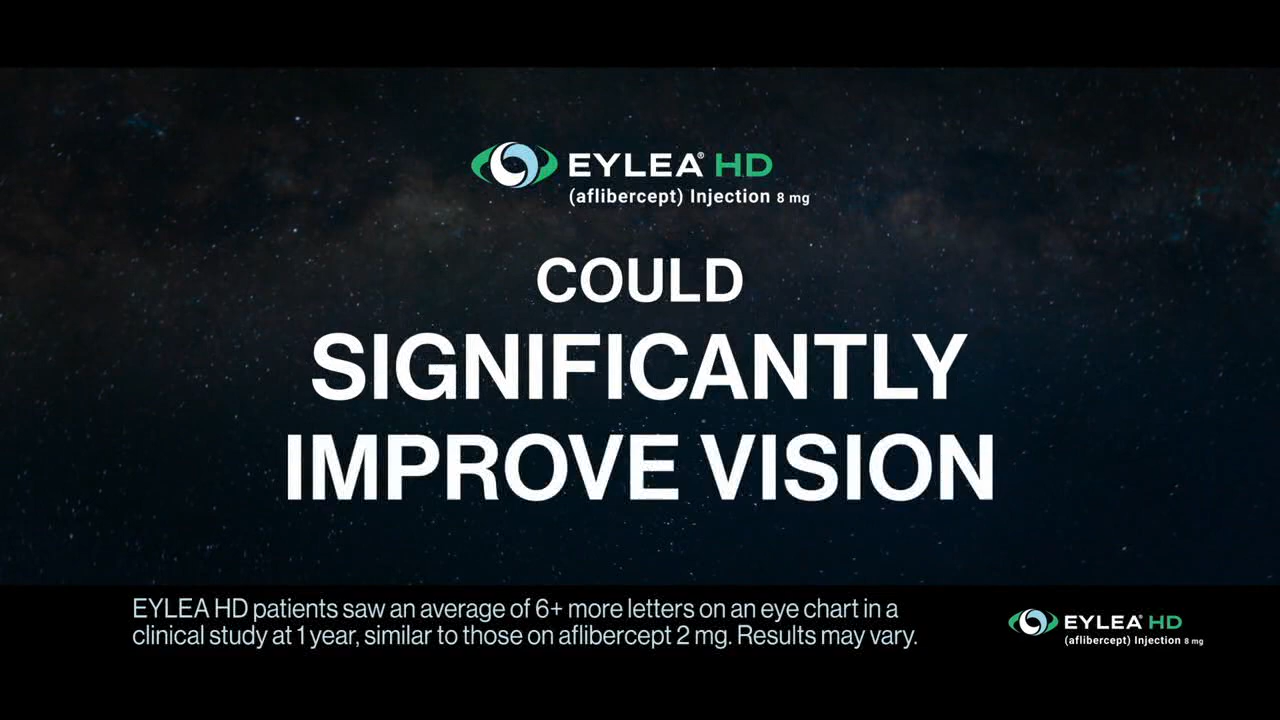 EYLEA® HD
(aflibercept) Injection 8 mg
COULD
SIGNIFICANTLY
IMPROVE VISION
EYLEA HD patients saw an average of 6+ more letters on an eye chart in a
clinical study at 1 year, similar to those on aflibercept 2 mg. Results may vary.
EYLEA® HD
(aflibercept) Injection 8 mg